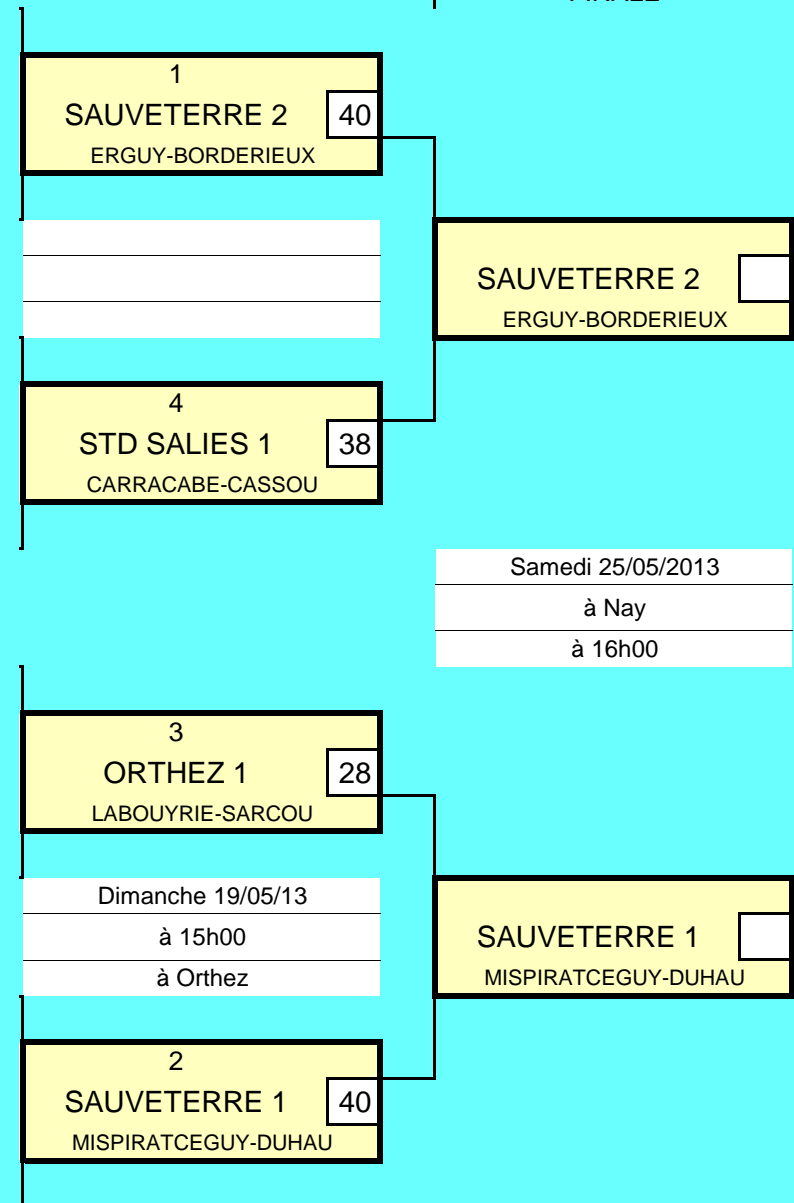 1
SAUVETERRE 2
40
ERGUY-BORDERIEUX
SAUVETERRE 2
ERGUY-BORDERIEUX
4
STD SALIES 1
38
CARRACABE-CASSOU
Samedi 25/05/2013
à Nay
à 16h00
3
ORTHEZ 1
28
LABOUYRIE-SARCOU
Dimanche 19/05/13
à 15h00
à Orthez
SAUVETERRE 1
MISPIRATCEGUY-DUHAU
2
SAUVETERRE 1
40
MISPIRATCEGUY-DUHAU